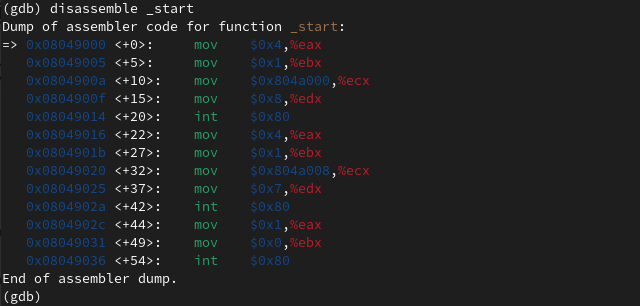 (gdb) disassemble _start
Dump of assembler code for function _start:
=> 0x08049000 <+0>:	mov    $0x4,%eax
   0x08049005 <+5>:	mov    $0x1,%ebx
   0x0804900a <+10>:	mov    $0x804a000,%ecx
   0x0804900f <+15>:	mov    $0x8,%edx
   0x08049014 <+20>:	int    $0x80
   0x08049016 <+22>:	mov    $0x4,%eax
   0x0804901b <+27>:	mov    $0x1,%ebx
   0x08049020 <+32>:	mov    $0x804a008,%ecx
   0x08049025 <+37>:	mov    $0x7,%edx
   0x0804902a <+42>:	int    $0x80
   0x0804902c <+44>:	mov    $0x1,%eax
   0x08049031 <+49>:	mov    $0x0,%ebx
   0x08049036 <+54>:	int    $0x80
End of assembler dump.
(gdb)